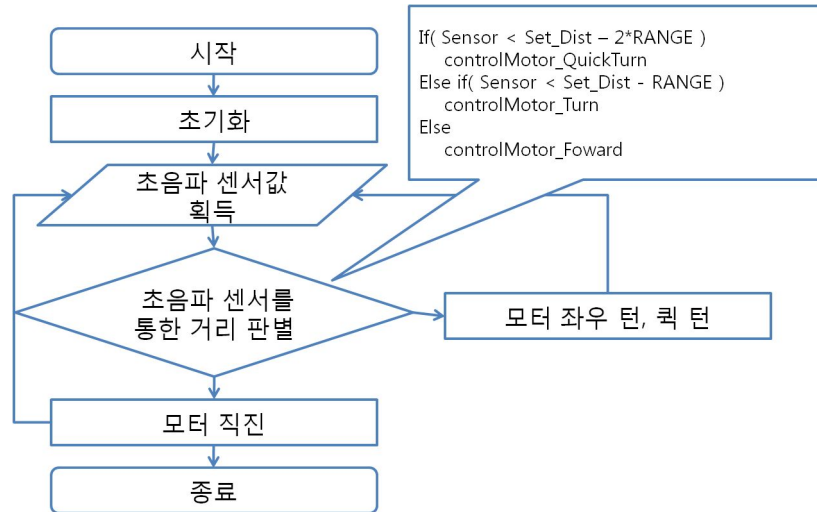 시작
초기화
초음파 센서값
획득
초음파 센서를
통한 거리 판별
모터 좌우 턴, 퀵 턴
모터 직진
종료
If( Sensor < Set_Dist – 2*RANGE )
controlMotor_QuickTurn
Else if( Sensor < Set_Dist - RANGE )
controlMotor_Turn
Else
controlMotor_Foward